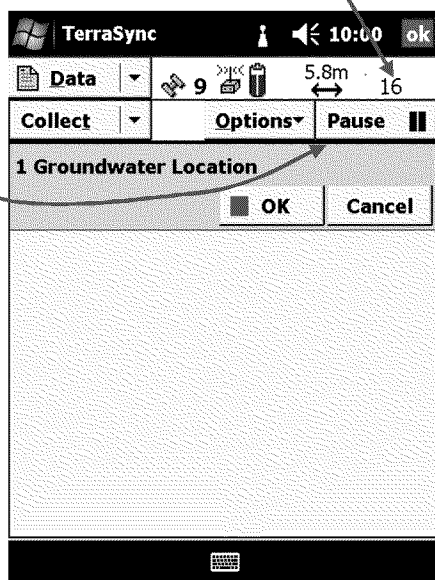 TerraSync 10:00 ok
Data 9 5.8m 16
Collect Options Pause
1 Groundwater Location
OK Cancel